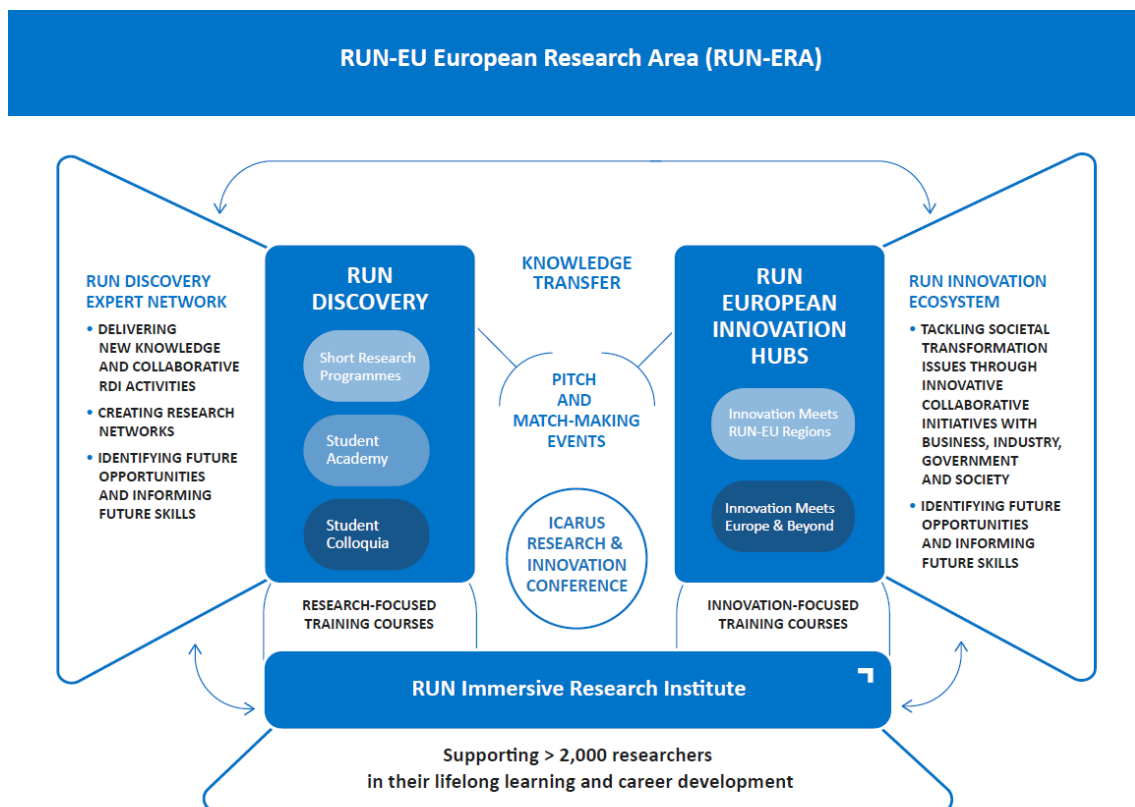 RUN-EU European Research Area (RUN-ERA)
RUN DISCOVERY
EXPERT NETWORK
• DELIVERING
NEW KNOWLEDGE
AND COLLABORATIVE
RDI ACTIVITIES
• CREATING RESEARCH
NETWORKS
• IDENTIFYING FUTURE
OPPORTUNITIES
AND INFORMING
FUTURE SKILLS
RUN
DISCOVERY
Short Research
Programmes
Student
Academy
Student
Colloquia
RESEARCH-FOCUSED
TRAINING COURSES
KNOWLEDGE
TRANSFER
PITCH
AND
MATCH-MAKING
EVENTS
ICARUS
RESEARCH &
INNOVATION
CONFERENCE
RUN
EUROPEAN
INNOVATION
HUBS
Innovation Meets
RUN-EU Regions
Innovation Meets
Europe & Beyond
INNOVATION-FOCUSED
TRAINING COURSES
RUN INNOVATION
ECOSYSTEM
• TACKLING SOCIETAL
TRANSFORMATION
ISSUES THROUGH
INNOVATIVE
COLLABORATIVE
INITIATIVES WITH
BUSINESS, INDUSTRY,
GOVERNMENT
AND SOCIETY
• IDENTIFYING FUTURE
OPPORTUNITIES
AND INFORMING
FUTURE SKILLS
RUN Immersive Research Institute
Supporting > 2,000 researchers
in their lifelong learning and career development